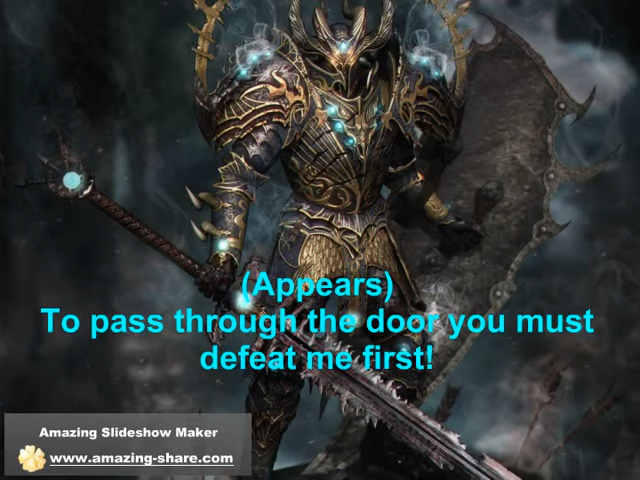 (Appears)
To pass through the door you must
defeat me first!
Amazing Slideshow Maker
www.amazing-share.com